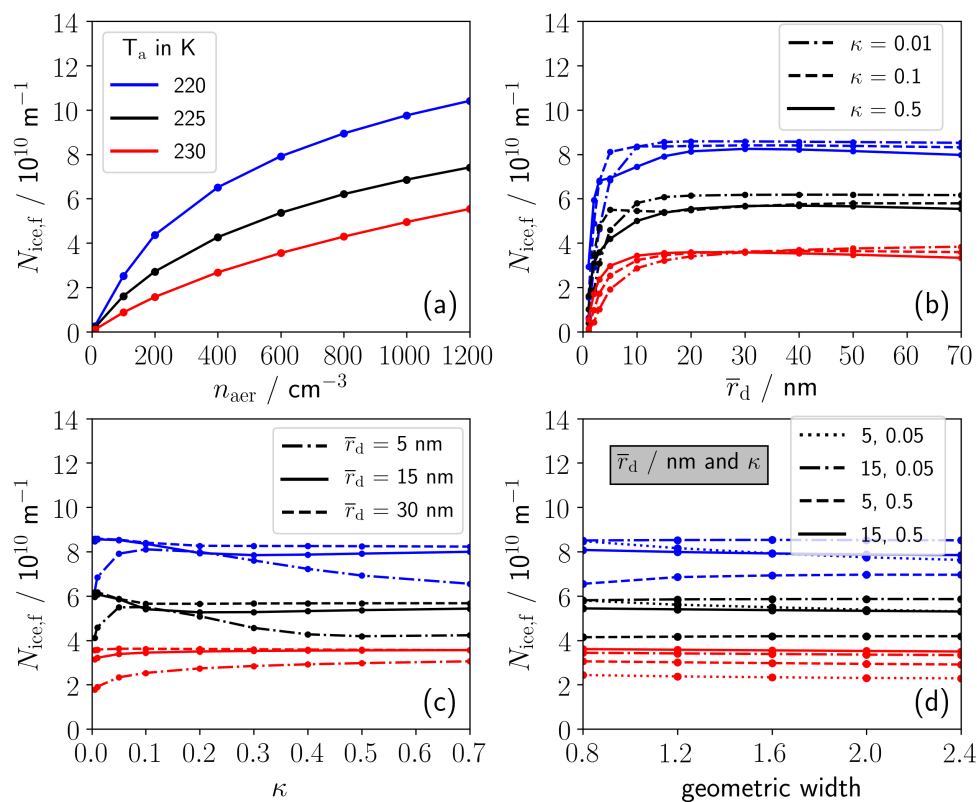 14
12
10
8
6
4
2
0
N_ice,f / 10^10 m^−1
T_a in K
220
225
230
(a)
0 200 400 600 800 1000 1200
n_aer / cm^−3
14
12
10
8
6
4
2
0
N_ice,f / 10^10 m^−1
κ = 0.01
κ = 0.1
κ = 0.5
(b)
0 10 20 30 40 50 60 70
r̅_d / nm
14
12
10
8
6
4
2
0
N_ice,f / 10^10 m^−1
r̅_d = 5 nm
r̅_d = 15 nm
r̅_d = 30 nm
(c)
0.0 0.1 0.2 0.3 0.4 0.5 0.6 0.7
κ
14
12
10
8
6
4
2
0
N_ice,f / 10^10 m^−1
r̅_d / nm and κ
5, 0.05
15, 0.05
5, 0.5
15, 0.5
(d)
0.8 1.2 1.6 2.0 2.4
geometric width